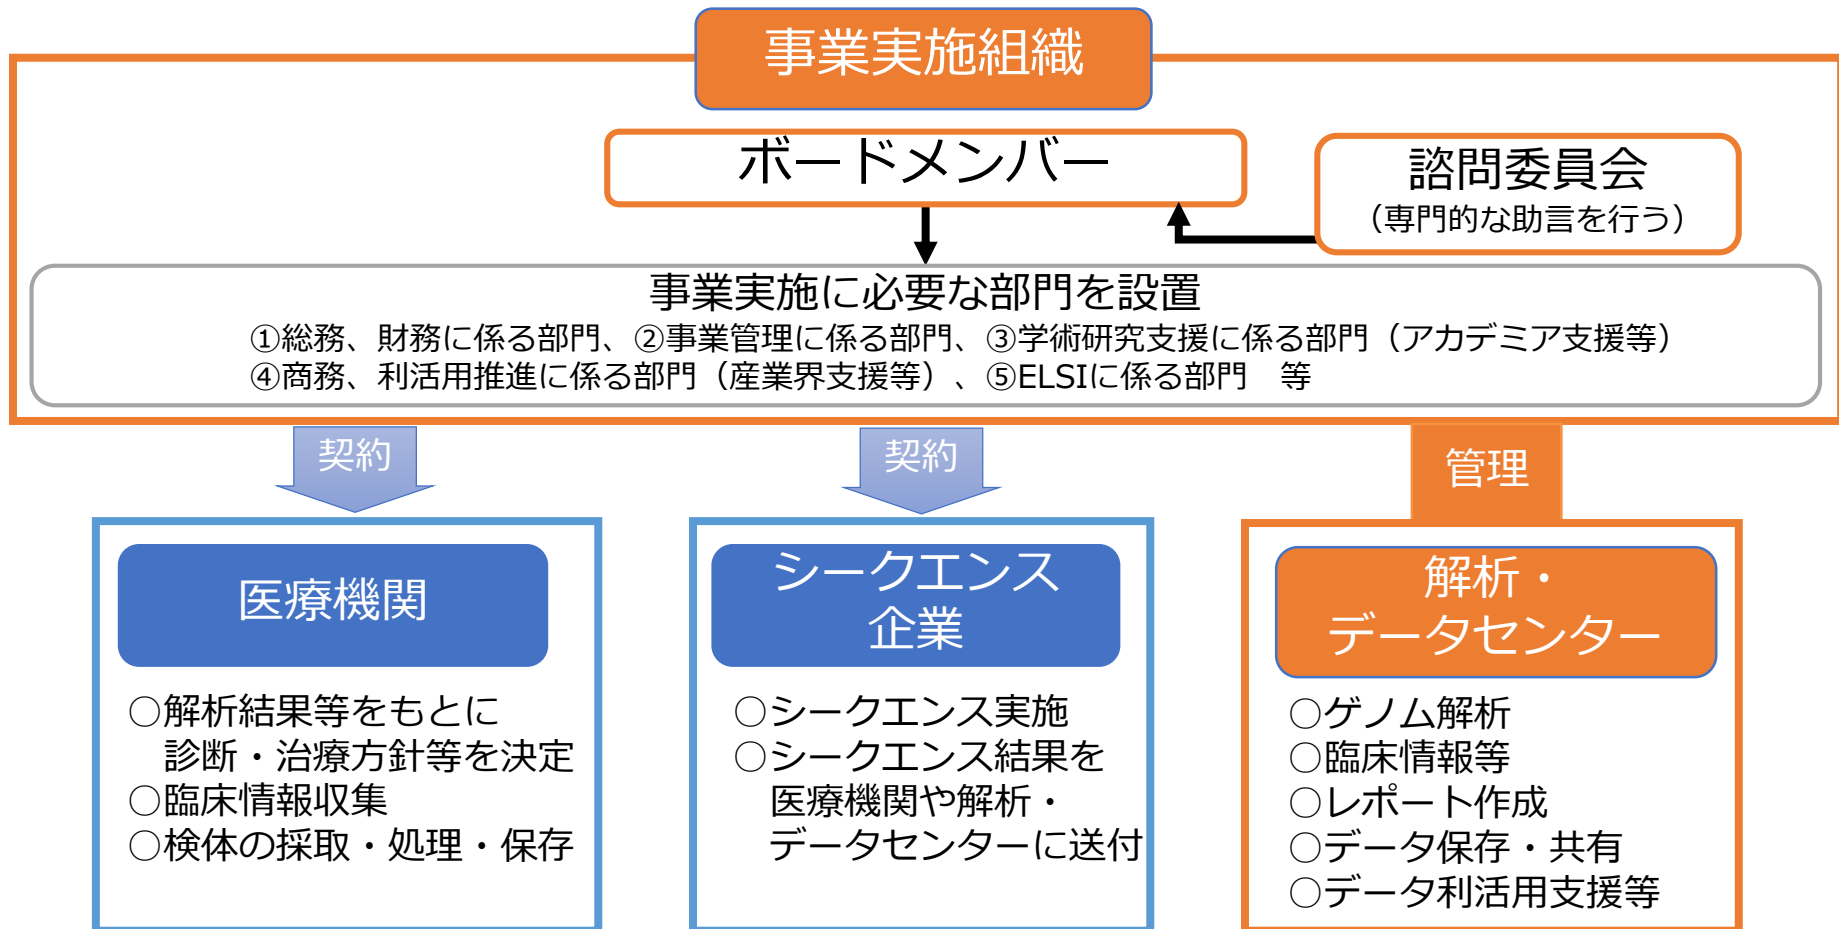 事業実施組織
ボードメンバー
諮問委員会
（専門的な助言を行う）
事業実施に必要な部門を設置
①総務、財務に係る部門、②事業管理に係る部門、③学術研究支援に係る部門（アカデミア支援等）
④商務、利活用推進に係る部門（産業界支援等）、⑤ELSIに係る部門　等
契約
契約
管理
医療機関
○解析結果等をもとに
診断・治療方針等を決定
○臨床情報収集
○検体の採取・処理・保存
シークエンス
企業
○シークエンス実施
○シークエンス結果を
医療機関や解析・
データセンターに送付
解析・
データセンター
○ゲノム解析
○臨床情報等
○レポート作成
○データ保存・共有
○データ利活用支援等